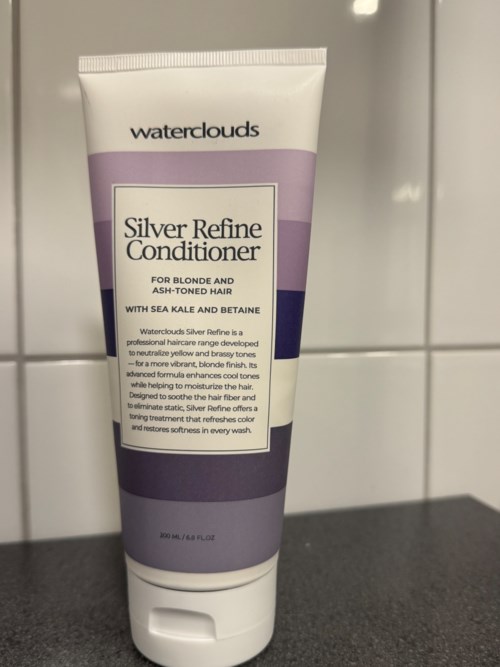 waterclouds
Silver Refine
Conditioner
FOR BLONDE AND
ASH-TONED HAIR
WITH SEA KALE AND BETAINE
Waterclouds Silver Refine is a
professional haircare range developed
to neutralize yellow and brassy tones
— for a more vibrant, blonde finish. Its
advanced formula enhances cool tones
while helping to moisturize the hair.
Designed to soothe the hair fiber and
to eliminate static, Silver Refine offers a
toning treatment that refreshes color
and restores softness in every wash.
200 ML / 6.8 FL.OZ